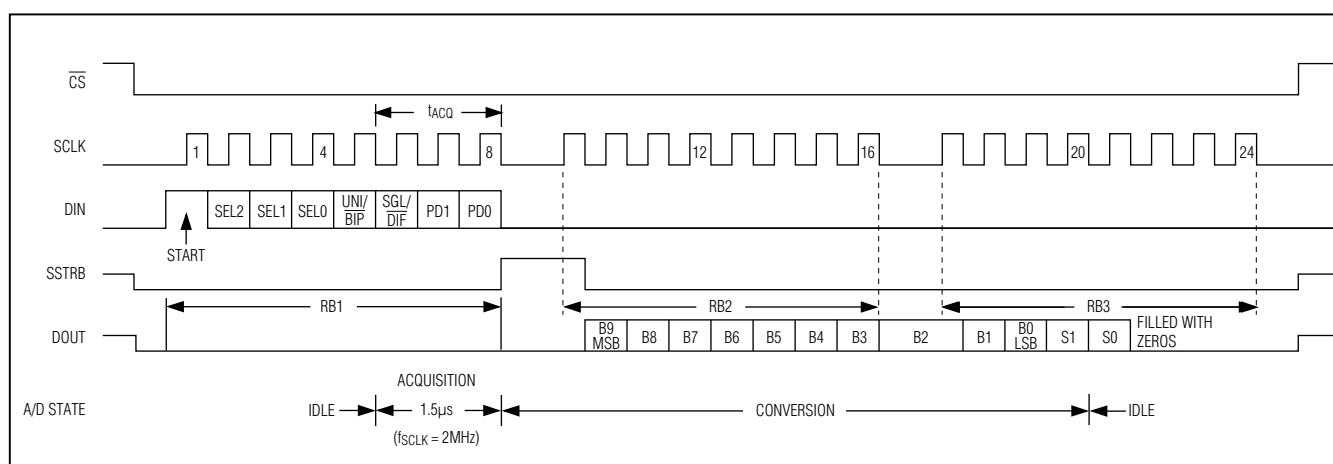 CS
tACQ
SCLK
1
4
8
12
16
20
24
DIN
SEL2
SEL1
SEL0
UNI/
BIP
SGL/
DIF
PD1
PD0
START
SSTRB
RB1
RB2
RB3
DOUT
B9
MSB
B8
B7
B6
B5
B4
B3
B2
B1
B0
LSB
S1
S0
FILLED WITH
ZEROS
A/D STATE
IDLE
ACQUISITION
1.5µs
(fSCLK = 2MHz)
CONVERSION
IDLE